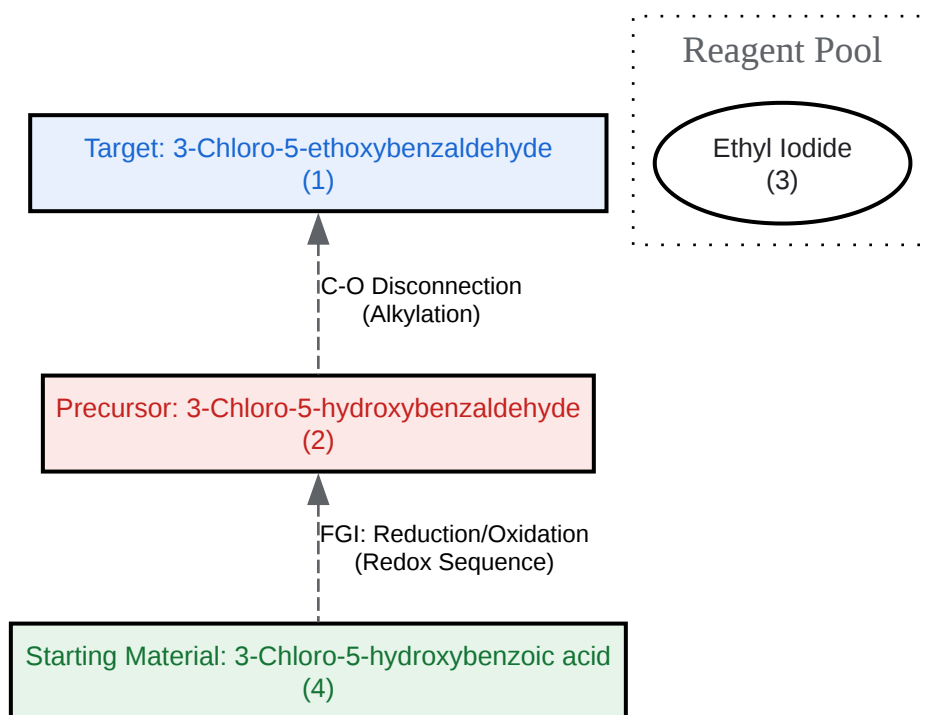 Reagent Pool
Ethyl Iodide
(3)
Target: 3-Chloro-5-ethoxybenzaldehyde
(1)
C-O Disconnection
(Alkylation)
Precursor: 3-Chloro-5-hydroxybenzaldehyde
(2)
FGI: Reduction/Oxidation
(Redox Sequence)
Starting Material: 3-Chloro-5-hydroxybenzoic acid
(4)